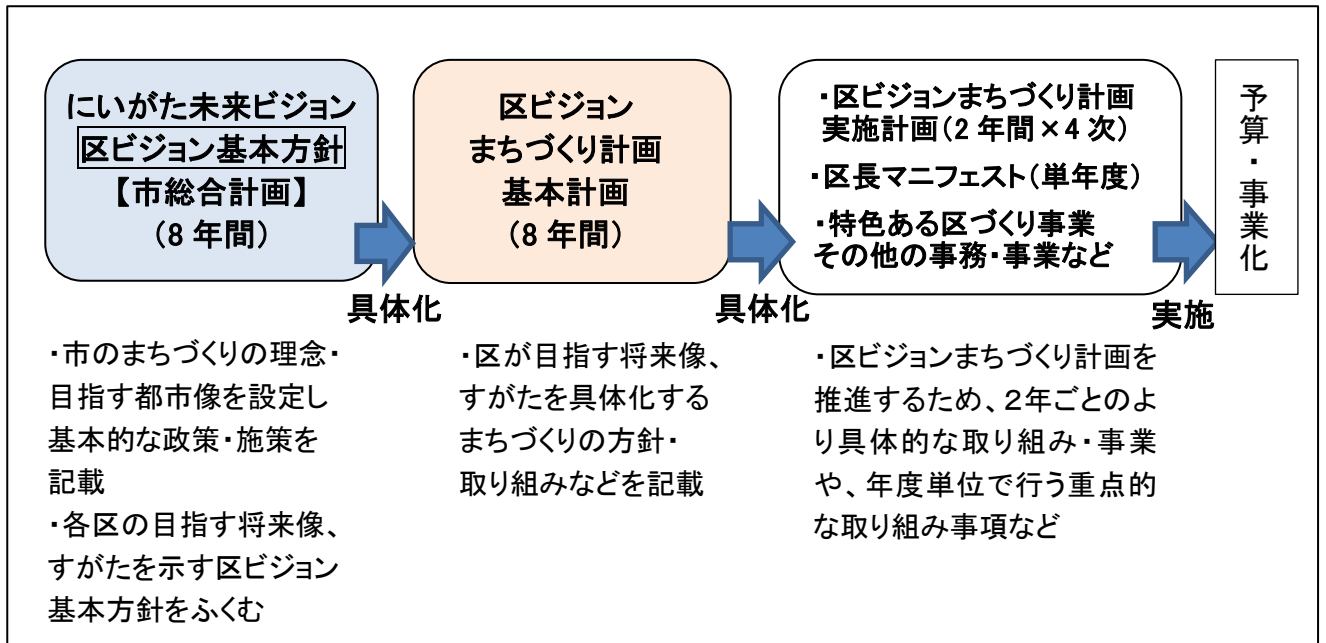 にいがた未来ビジョン
区ビジョン基本方針
【市総合計画】
（8年間）
具体化
・市のまちづくりの理念・
目指す都市像を設定し
基本的な政策・施策を
記載
・各区の目指す将来像、
すがたを示す区ビジョン
基本方針をふくむ
区ビジョン
まちづくり計画
基本計画
（8年間）
具体化
・区が目指す将来像、
すがたを具体化する
まちづくりの方針・
取り組みなどを記載
・区ビジョンまちづくり計画
実施計画（2年間×4次）
・区長マニフェスト（単年度）
・特色ある区づくり事業
その他の事務・事業など
実施
・区ビジョンまちづくり計画を
推進するため、２年ごとのよ
り具体的な取り組み・事業
や、年度単位で行う重点的
な取り組み事項など
予算・事業化